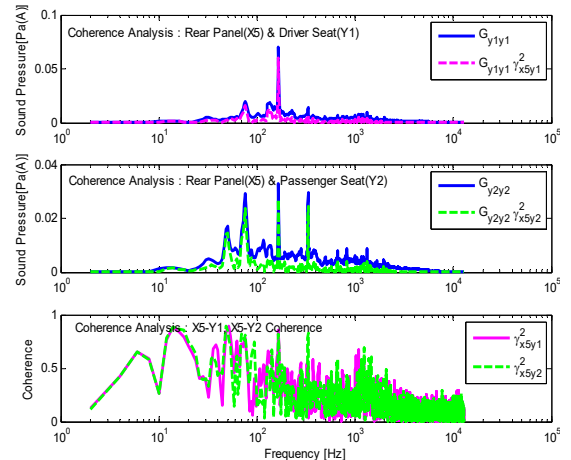 Coherence Analysis : Rear Panel(X5) & Driver Seat(Y1)
Sound Pressure[Pa(A)]
0.1
0.05
0
10^0 10^1 10^2 10^3 10^4 10^5
G_y1y1
G_y1y1 γ²_x5y1
Coherence Analysis : Rear Panel(X5) & Passenger Seat(Y2)
Sound Pressure[Pa(A)]
0.04
0.02
0
10^0 10^1 10^2 10^3 10^4 10^5
G_y2y2
G_y2y2 γ²_x5y2
Coherence Analysis : X5-Y1, X5-Y2 Coherence
Coherence
1
0.5
0
10^0 10^1 10^2 10^3 10^4 10^5
γ²_x5y1
γ²_x5y2
Frequency [Hz]